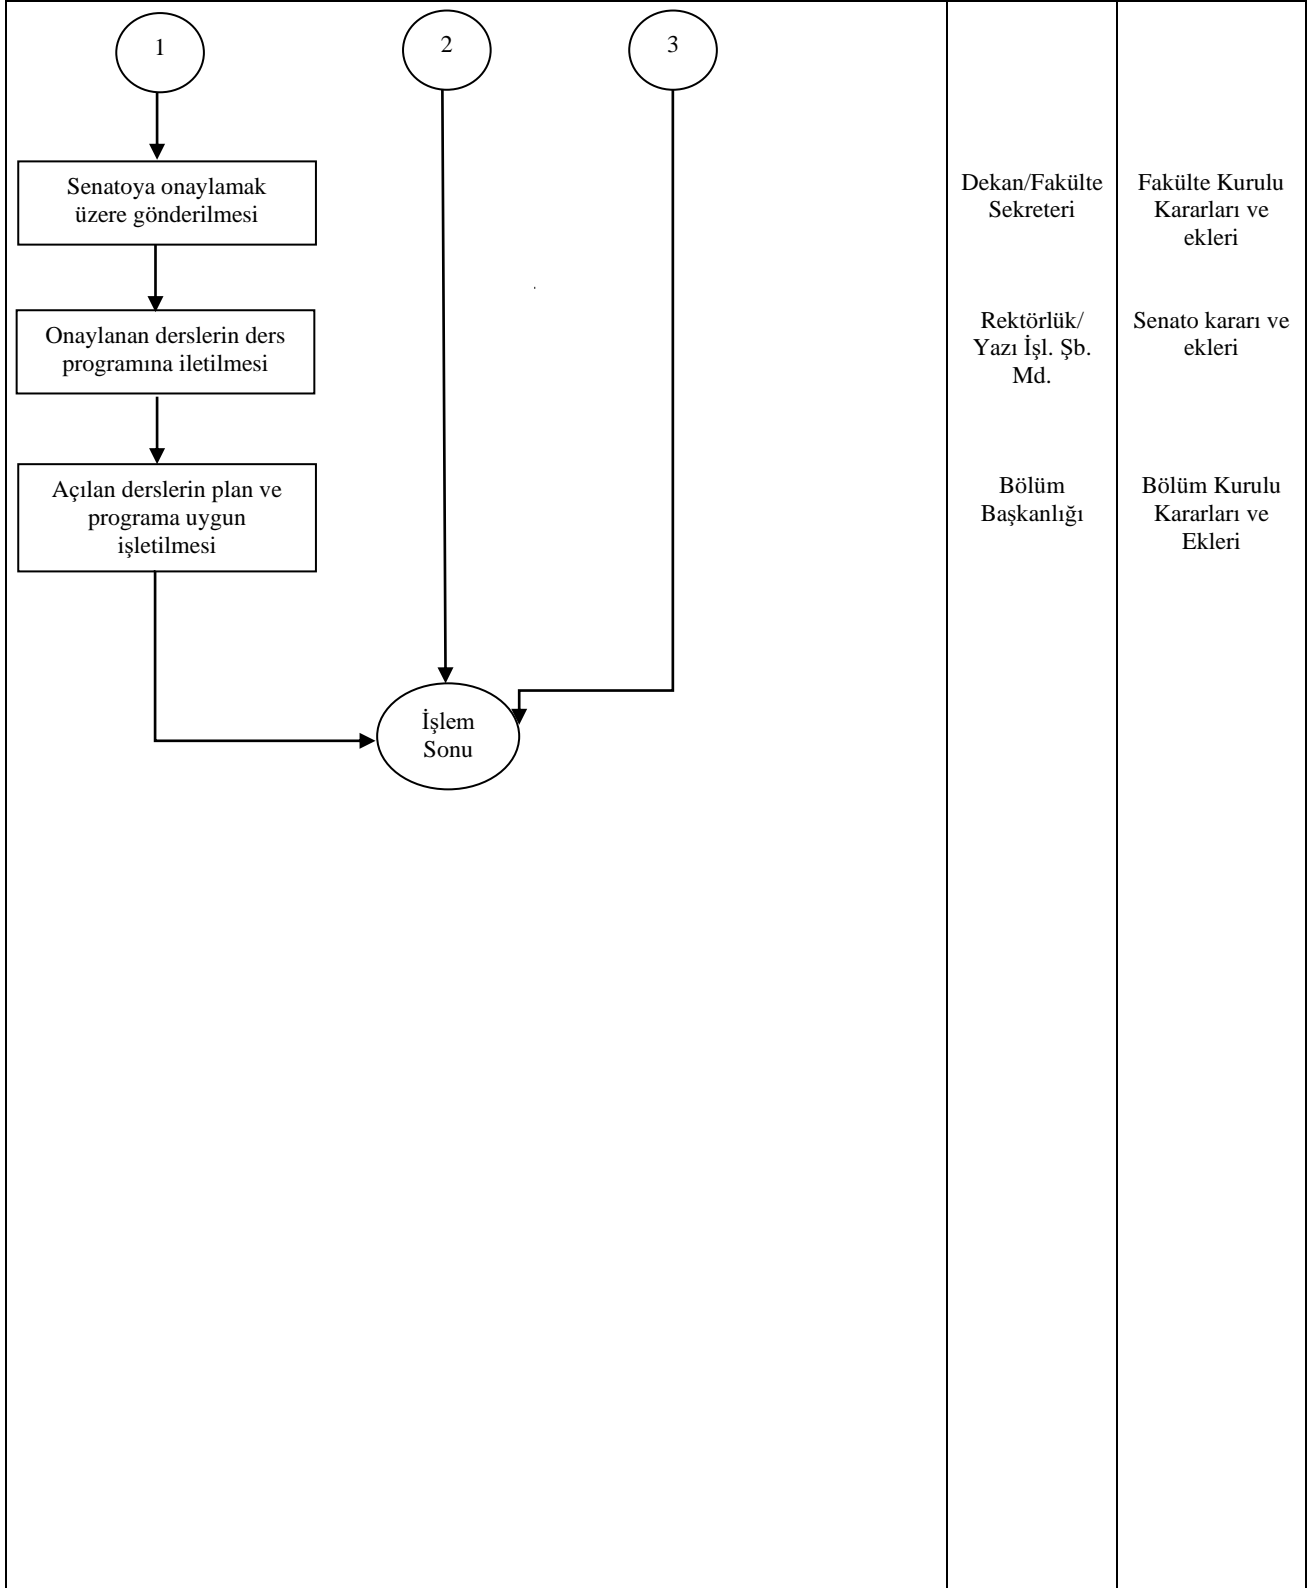 1
2
3
Senatoya onaylamak
üzere gönderilmesi
Dekan/Fakülte
Sekreteri
Fakülte Kurulu
Kararları ve
ekleri
Onaylanan derslerin ders
programına iletilmesi
Rektörlük/
Yazı İşl. Şb.
Md.
Senato kararı ve
ekleri
Açılan derslerin plan ve
programa uygun
işletilmesi
Bölüm
Başkanlığı
Bölüm Kurulu
Kararları ve
Ekleri
İşlem
Sonu